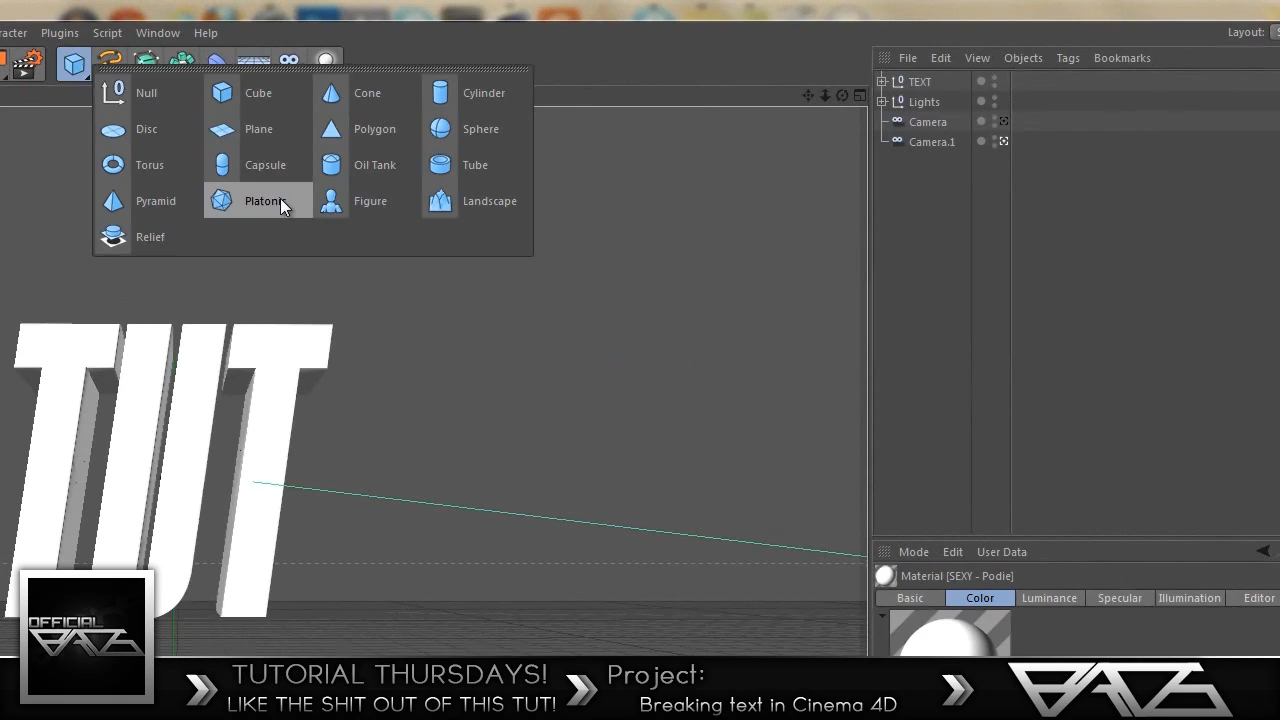 racter Plugins Script Window Help
Layout:
File Edit View Objects Tags Bookmarks
Null Cube Cone Cylinder
Disc Plane Polygon Sphere
Torus Capsule Oil Tank Tube
Pyramid Platonic Figure Landscape
Relief
TEXT
Lights
Camera
Camera.1
TUT
Mode Edit User Data
Material [SEXY - Podie]
Basic Color Luminance Specular Illumination Editor
OFFICIAL
TUTORIAL THURSDAYS!
LIKE THE SHIT OUT OF THIS TUT!
Project:
Breaking text in Cinema 4D